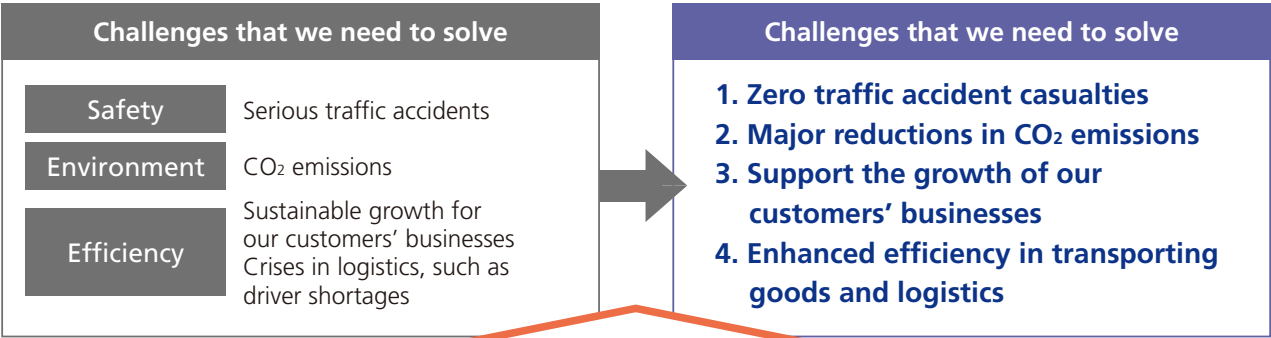 Challenges that we need to solve
Safety
Serious traffic accidents
Environment
CO₂ emissions
Efficiency
Sustainable growth for
our customers’ businesses
Crises in logistics, such as
driver shortages
Challenges that we need to solve
1. Zero traffic accident casualties
2. Major reductions in CO₂ emissions
3. Support the growth of our
customers’ businesses
4. Enhanced efficiency in transporting
goods and logistics